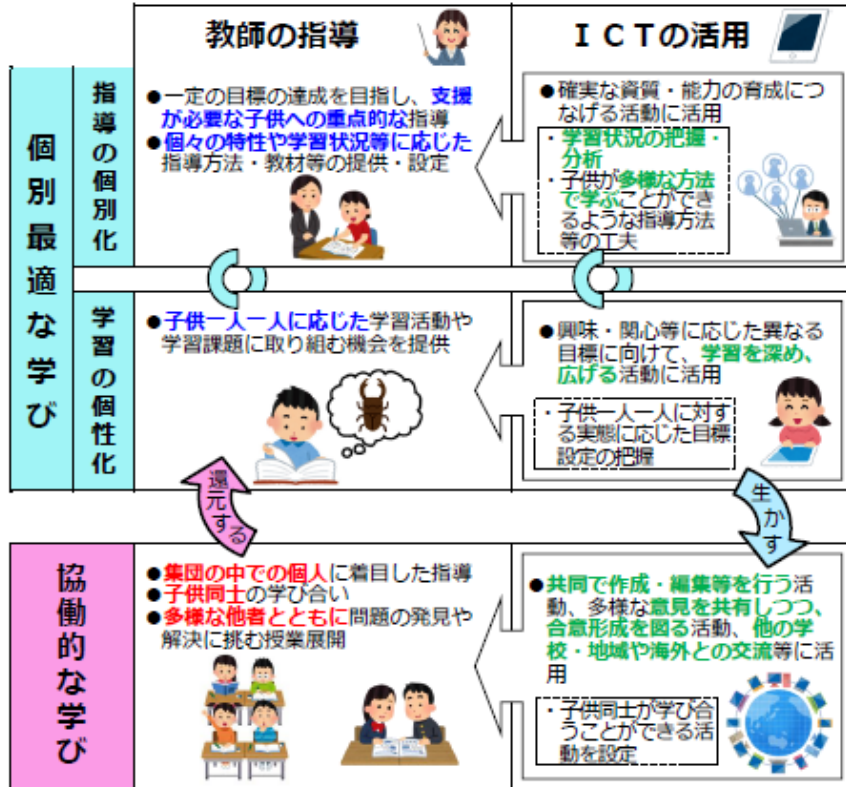 教師の指導
ＩＣＴの活用
個別最適な学び
指導の個別化
●一定の目標の達成を目指し、支援
が必要な子供への重点的な指導
●個々の特性や学習状況等に応じた
指導方法・教材等の提供・設定
●確実な資質・能力の育成につ
なげる活動に活用
・学習状況の把握・
分析
・子供が多様な方法
で学ぶことがでで き
るような指導方法
等の工夫
学習の個性化
●子供一人一人に応じた学習活動や
学習課題に取り組む機会を提供
●興味・関心等に応じた異なる
目標に向けて、学習を深め、
広げる活動に活用
・子供一人一人に対す
る実態に応じた目標
設定の把握
還元する
生かす
協働的な学び
●集団の中での個人に着目した指導
●子供同士の学び合い
●多様な他者とともに問題の発見や
解決に挑む授業展開
●共同で作成・編集等を行う活
動、多様な意見を共有しつつ、
合意形成を図る活動、他の学
校・地域や海外との交流等に活
用
・子供同士が学び合
うことができる活
動を設定